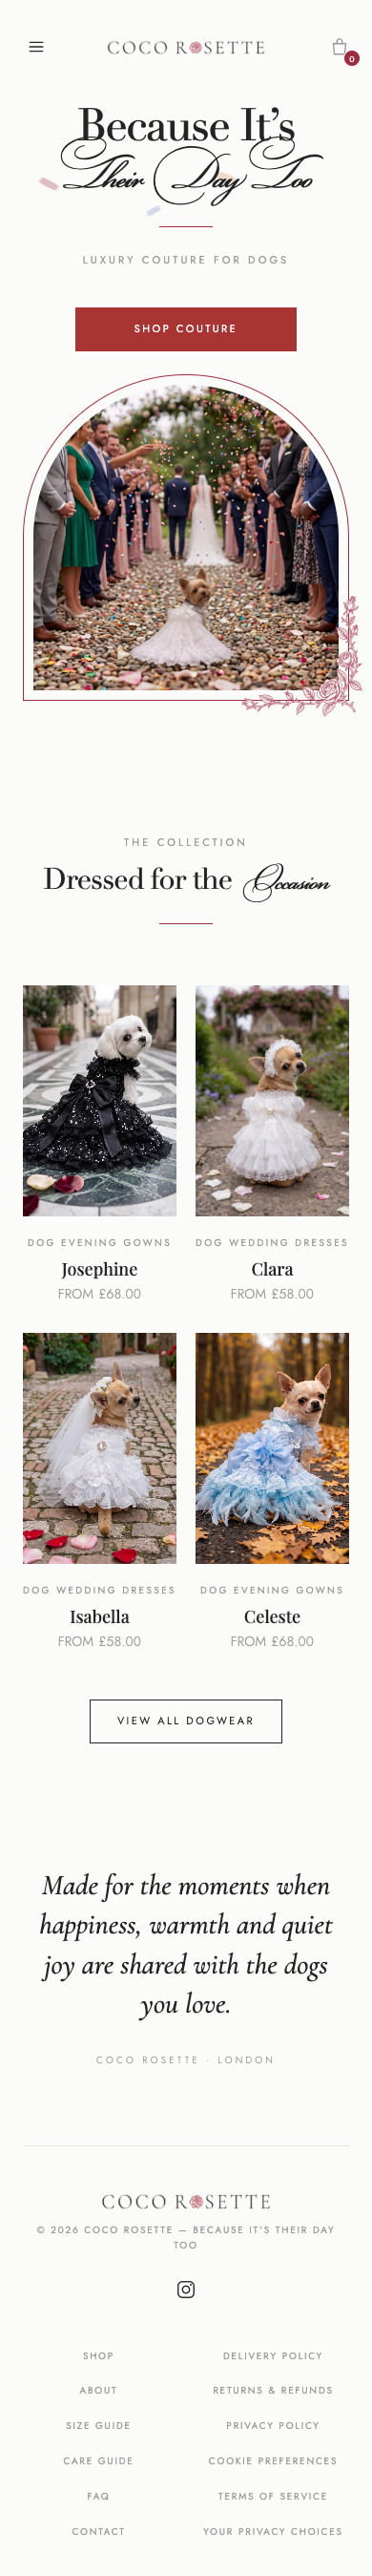 COCO ROSETTE
0
Because It's
Their Day Too
LUXURY COUTURE FOR DOGS
SHOP COUTURE
THE COLLECTION
Dressed for the Occasion
DOG EVENING GOWNS
Josephine
FROM £68.00
DOG WEDDING DRESSES
Clara
FROM £58.00
DOG WEDDING DRESSES
Isabella
FROM £58.00
DOG EVENING GOWNS
Celeste
FROM £68.00
VIEW ALL DOGWEAR
Made for the moments when
happiness, warmth and quiet
joy are shared with the dogs
you love.
COCO ROSETTE · LONDON
COCO ROSETTE
© 2026 COCO ROSETTE — BECAUSE IT'S THEIR DAY
TOO
SHOP
ABOUT
SIZE GUIDE
CARE GUIDE
FAQ
CONTACT
DELIVERY POLICY
RETURNS & REFUNDS
PRIVACY POLICY
COOKIE PREFERENCES
TERMS OF SERVICE
YOUR PRIVACY CHOICES